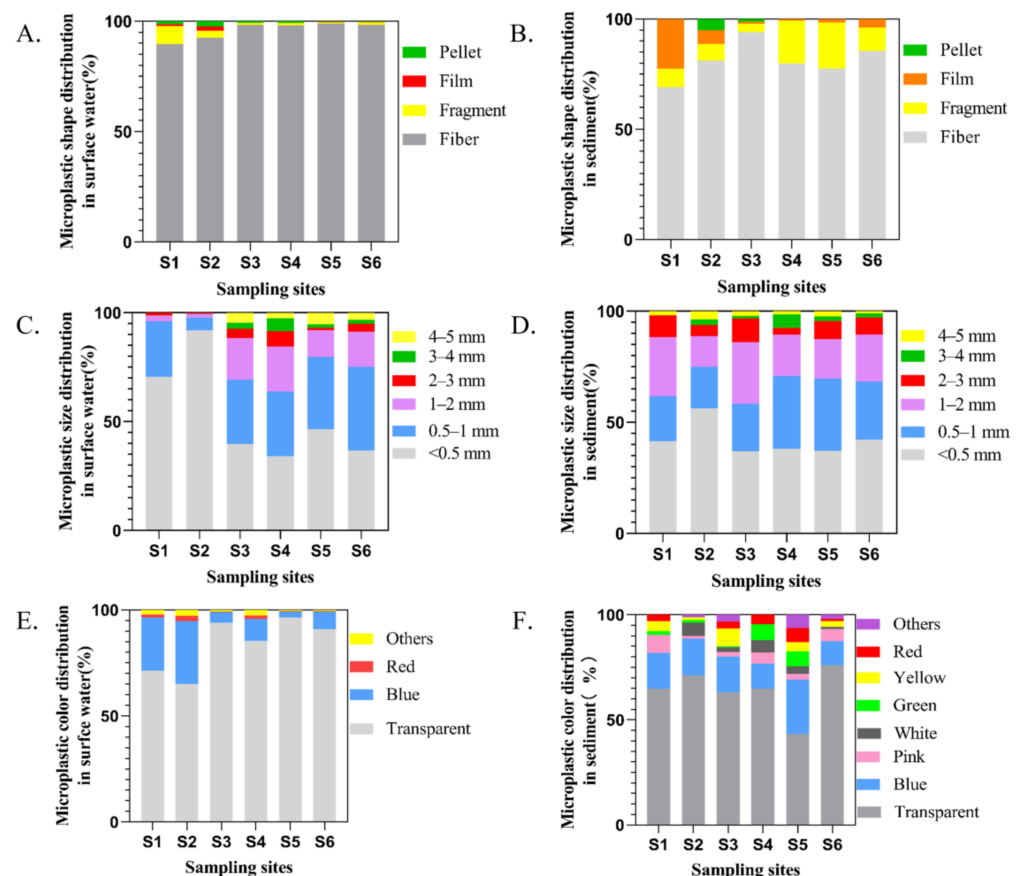 A.
Microplastic shape distribution
in surface water(%)
100
50
0
S1 S2 S3 S4 S5 S6
Sampling sites
Pellet
Film
Fragment
Fiber
B.
Microplastic shape distribution
in sediment(%)
100
50
0
S1 S2 S3 S4 S5 S6
Sampling sites
Pellet
Film
Fragment
Fiber
C.
Microplastic size distribution
in surface water(%)
100
50
0
S1 S2 S3 S4 S5 S6
Sampling sites
4–5 mm
3–4 mm
2–3 mm
1–2 mm
0.5–1 mm
<0.5 mm
D.
Microplastic size distribution
in sediment(%)
100
50
0
S1 S2 S3 S4 S5 S6
Sampling sites
4–5 mm
3–4 mm
2–3 mm
1–2 mm
0.5–1 mm
<0.5 mm
E.
Microplastic color distribution
in surfce water(%)
100
50
0
S1 S2 S3 S4 S5 S6
Sampling sites
Others
Red
Blue
Transparent
F.
Microplastic color distribution
in sediment( % )
100
50
0
S1 S2 S3 S4 S5 S6
Sampling sites
Others
Red
Yellow
Green
White
Pink
Blue
Transparent